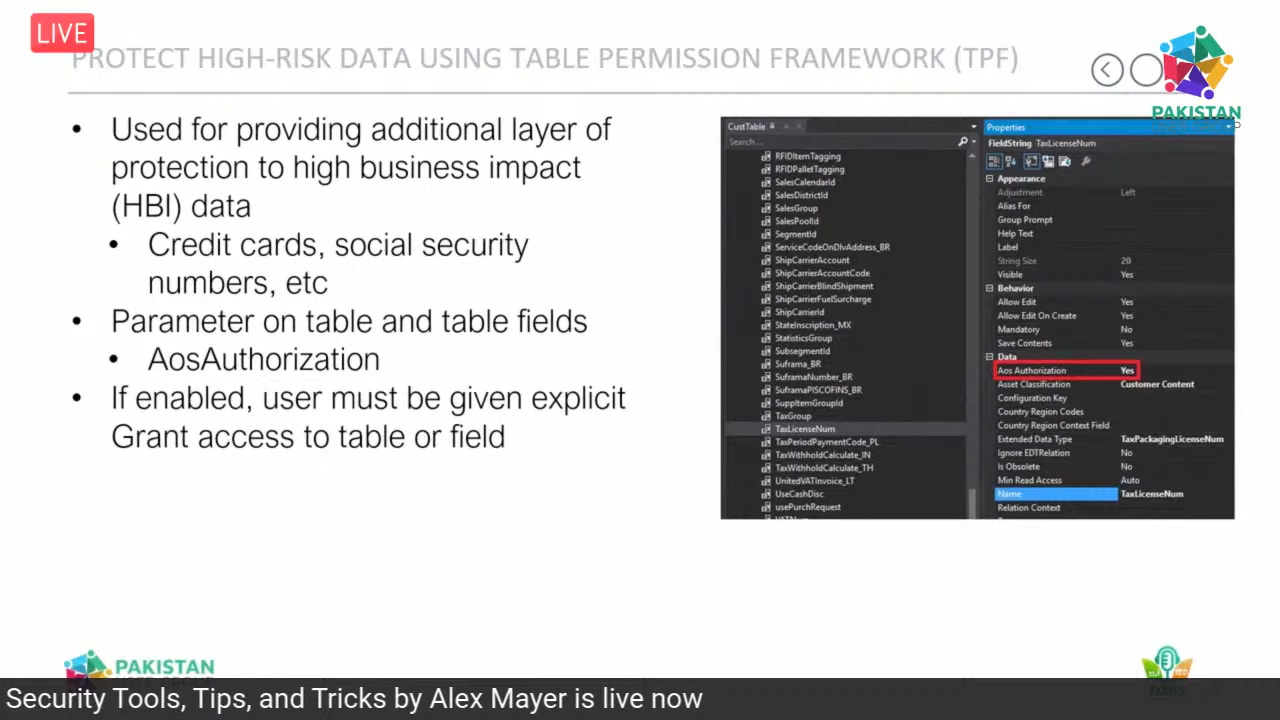 LIVE
PROTECT HIGH-RISK DATA USING TABLE PERMISSION FRAMEWORK (TPF)
PAKISTAN
• Used for providing additional layer of
protection to high business impact
(HBI) data
• Credit cards, social security
numbers, etc
• Parameter on table and table fields
• AosAuthorization
• If enabled, user must be given explicit
Grant access to table or field
CustTable
Search...
RFIDItemTagging
RFIDPalletTagging
SalesCalendarId
SalesDistrictId
SalesGroup
SalesPoolId
SegmentId
ServiceCodeOnDlvAddress_BR
ShipCarrierAccount
ShipCarrierAccountCode
ShipCarrierBlindShipment
ShipCarrierFuelSurcharge
ShipCarrierId
StateInscription_MX
StatisticsGroup
SubsegmentId
Suframa_BR
SuframaNumber_BR
SuframaPISCOFINS_BR
SuppItemGroupId
TaxGroup
TaxLicenseNum
TaxPeriodPaymentCode_PL
TaxWithholdCalculate_IN
TaxWithholdCalculate_TH
UnitedVATInvoice_LT
UseCashDisc
usePurchRequest
Properties
FieldString TaxLicenseNum
Appearance
Adjustment Left
Alias For
Group Prompt
Help Text
Label
String Size 20
Visible Yes
Behavior
Allow Edit Yes
Allow Edit On Create Yes
Mandatory No
Save Contents Yes
Data
Aos Authorization Yes
Asset Classification Customer Content
Configuration Key
Country Region Codes
Country Region Context Field
Extended Data Type TaxPackagingLicenseNum
Ignore EDTRelation No
Is Obsolete No
Min Read Access Auto
Name TaxLicenseNum
Relation Context
PAKISTAN
Security Tools, Tips, and Tricks by Alex Mayer is live now